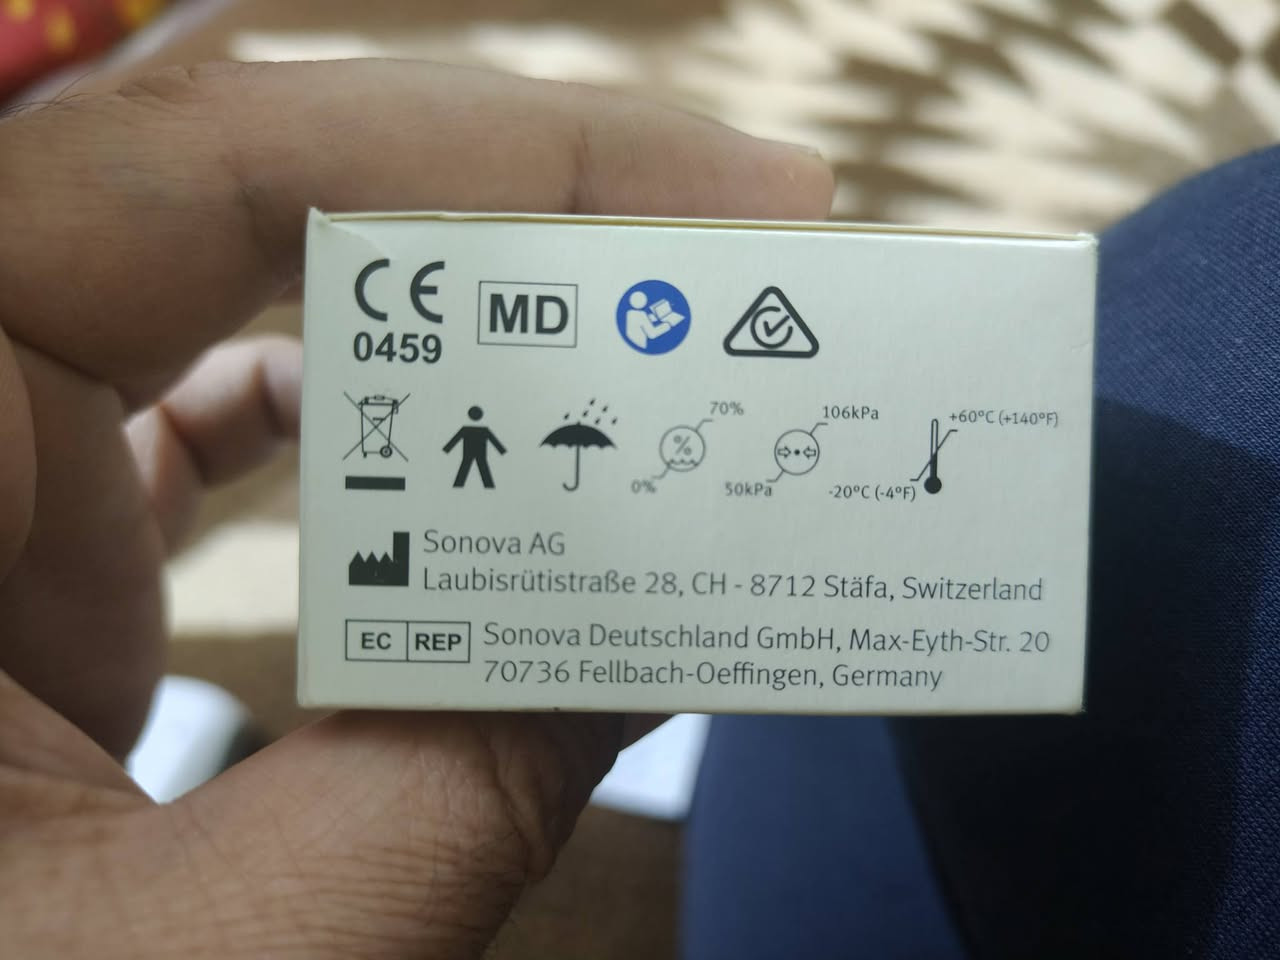 CE
0459
MD
70%
0%
106kPa
50kPa
+60°C (+140°F)
-20°C (-4°F)
%
Sonova AG
Laubisrütistraße 28, CH - 8712 Stäfa, Switzerland
EC REP
Sonova Deutschland GmbH, Max-Eyth-Str. 20
70736 Fellbach-Oeffingen, Germany